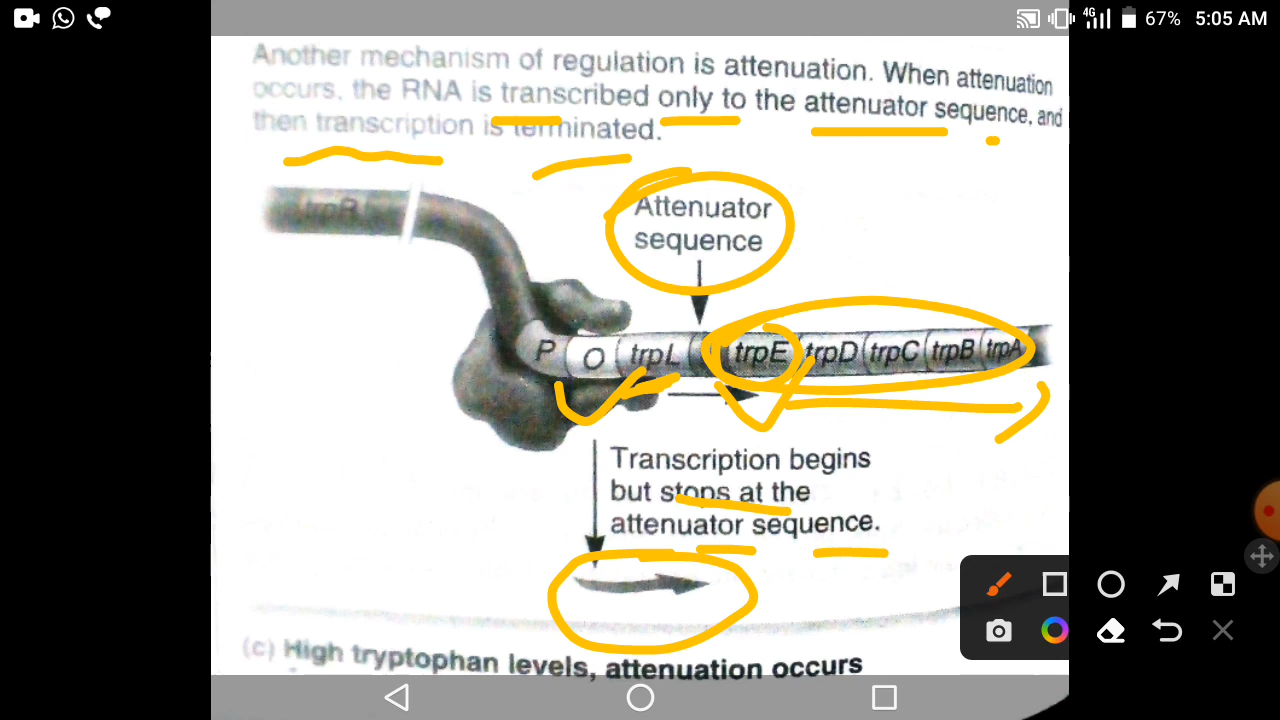 4G 67% 5:05 AM
Another mechanism of regulation is attenuation. When attenuation
occurs, the RNA is transcribed only to the attenuator sequence, and
then transcription is terminated.
trpR
Attenuator
sequence
P O trpL trpE trpD trpC trpB trpA
Transcription begins
but stops at the
attenuator sequence.
(c) High tryptophan levels, attenuation occurs